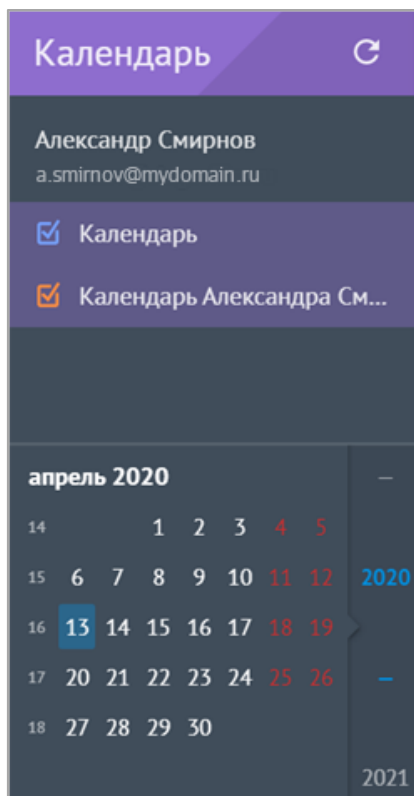 Календарь
Александр Смирнов
a.smirnov@mydomain.ru
Календарь
Календарь Александра См...
апрель 2020 –
14 1 2 3 4 5
15 6 7 8 9 10 11 12 2020
16 13 14 15 16 17 18 19
17 20 21 22 23 24 25 26 –
18 27 28 29 30
2021